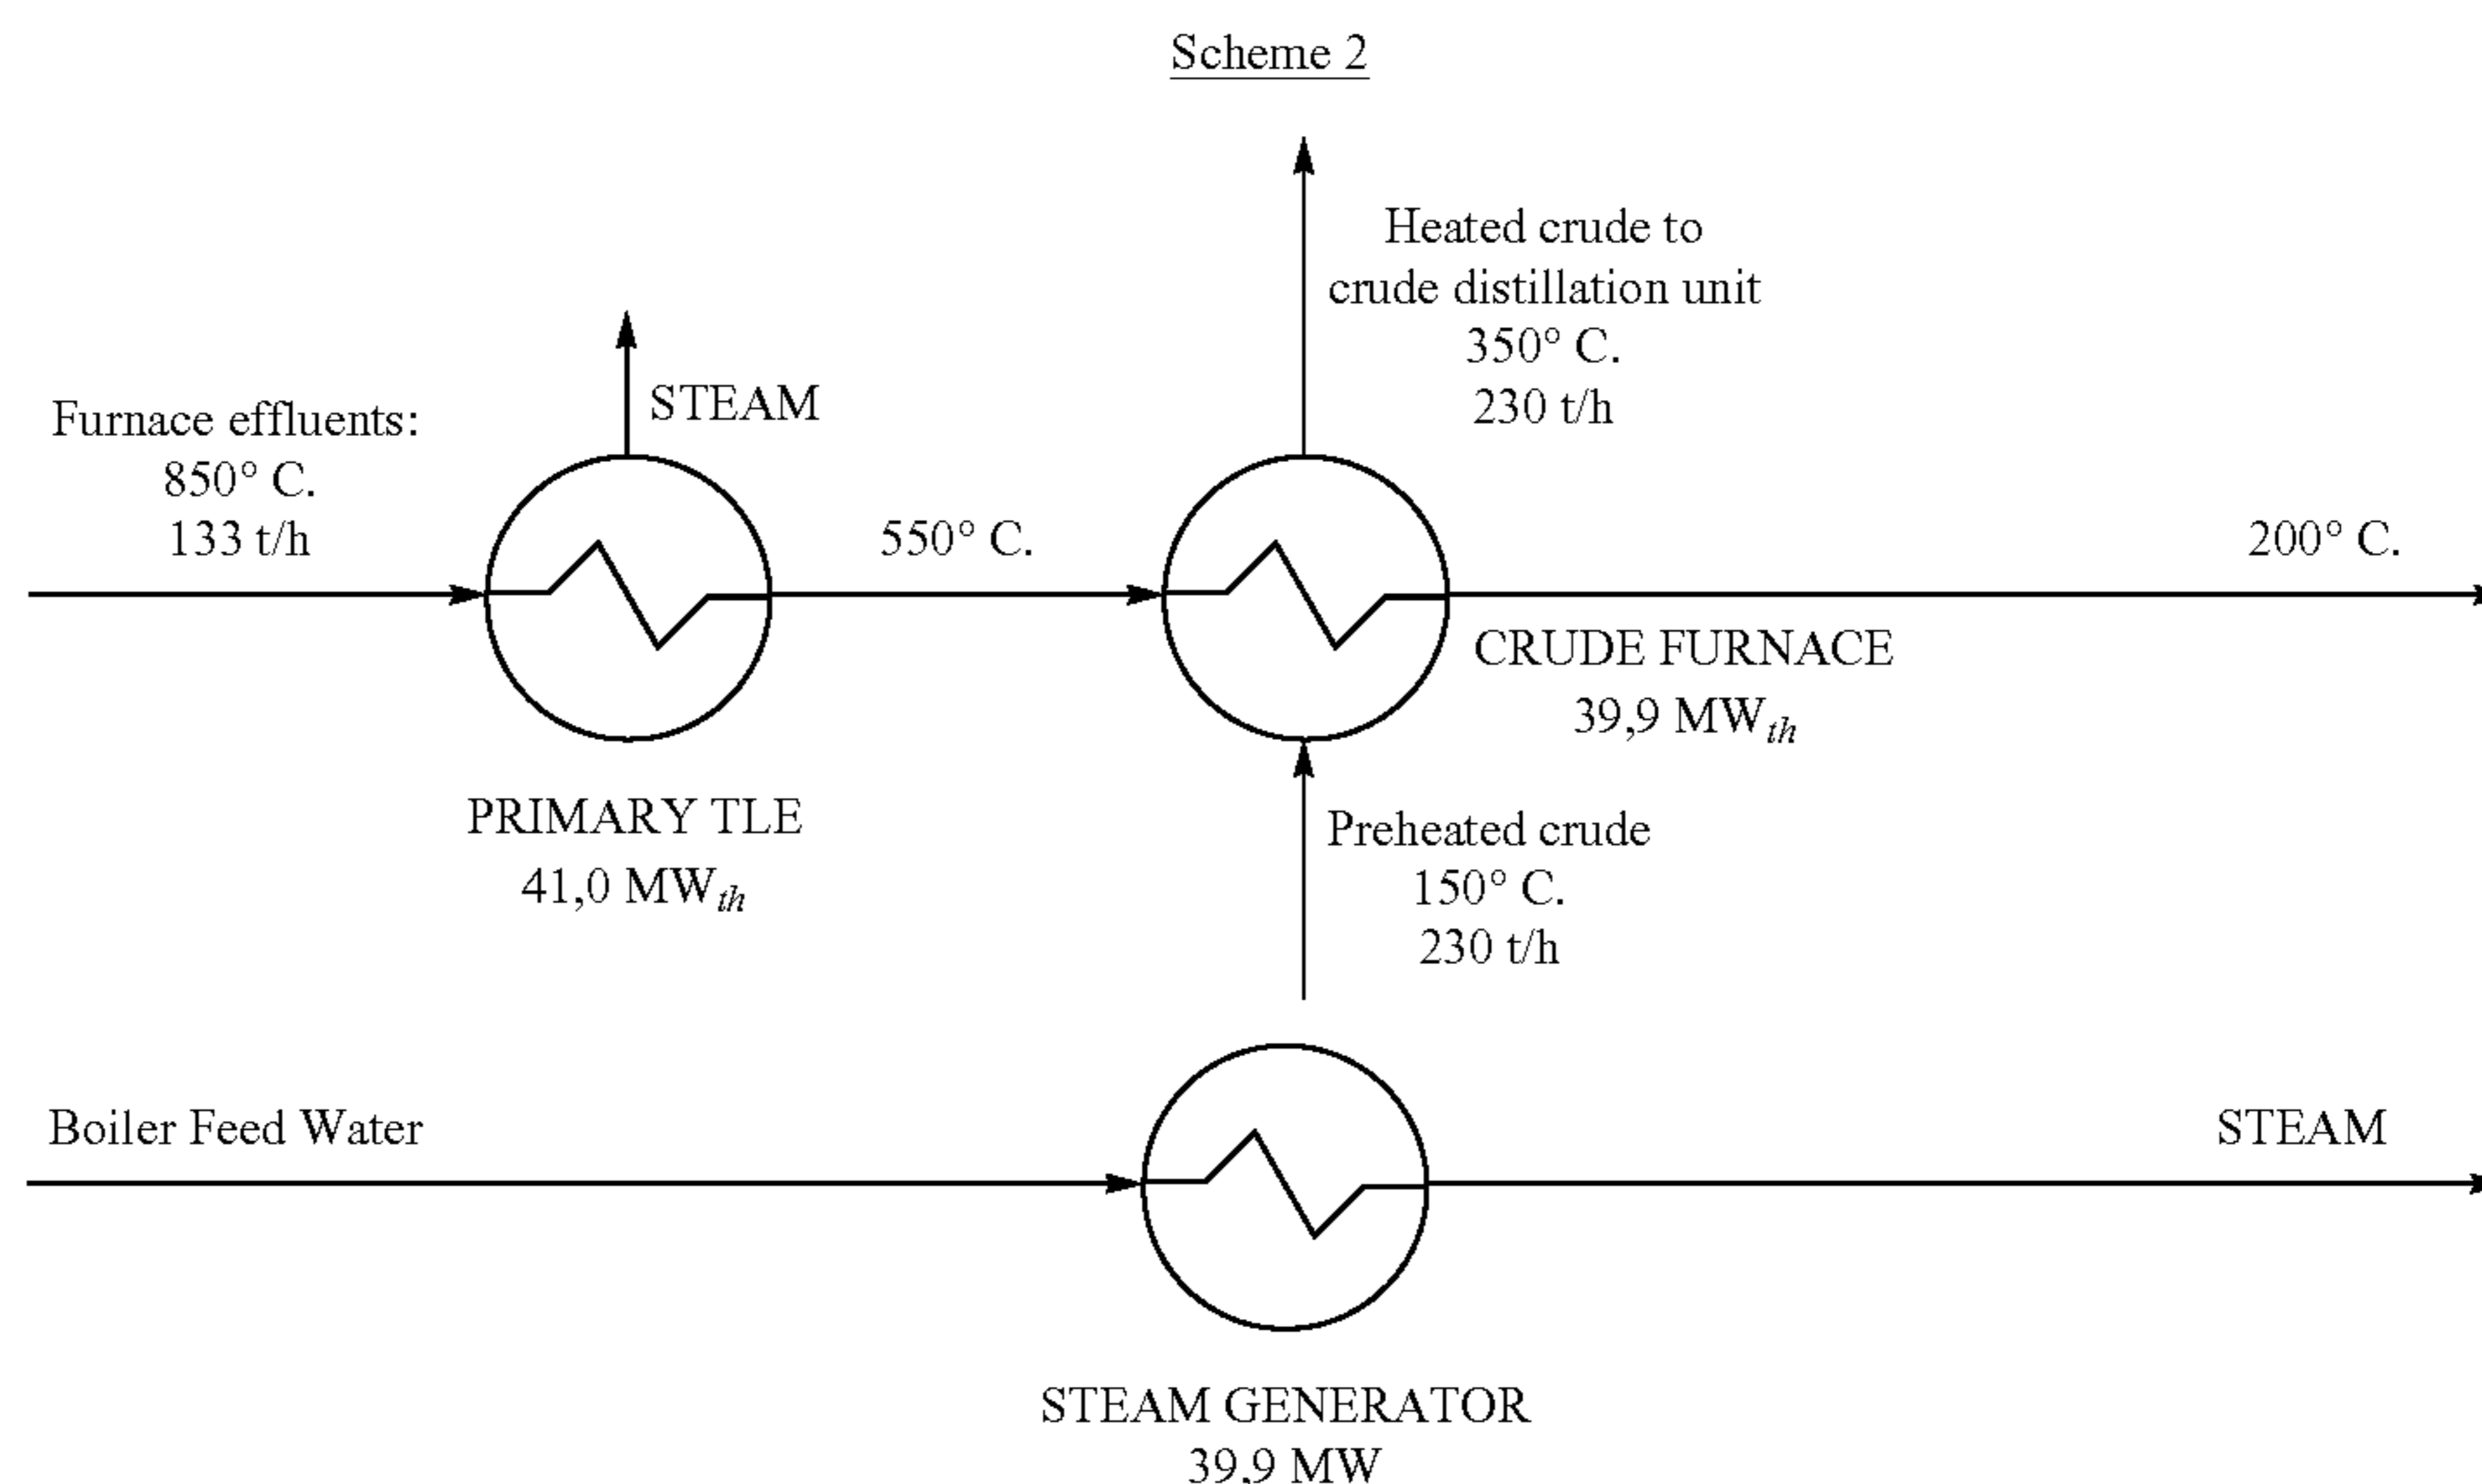 Scheme 2
Heated crude to
crude distillation unit
350° C.
230 t/h
STEAM
Furnace effluents:
850° C.
133 t/h
550° C.
200° C.
CRUDE FURNACE
39,9 MWth
PRIMARY TLE
41,0 MWth
Preheated crude
150° C.
230 t/h
Boiler Feed Water
STEAM
STEAM GENERATOR
39,9 MW